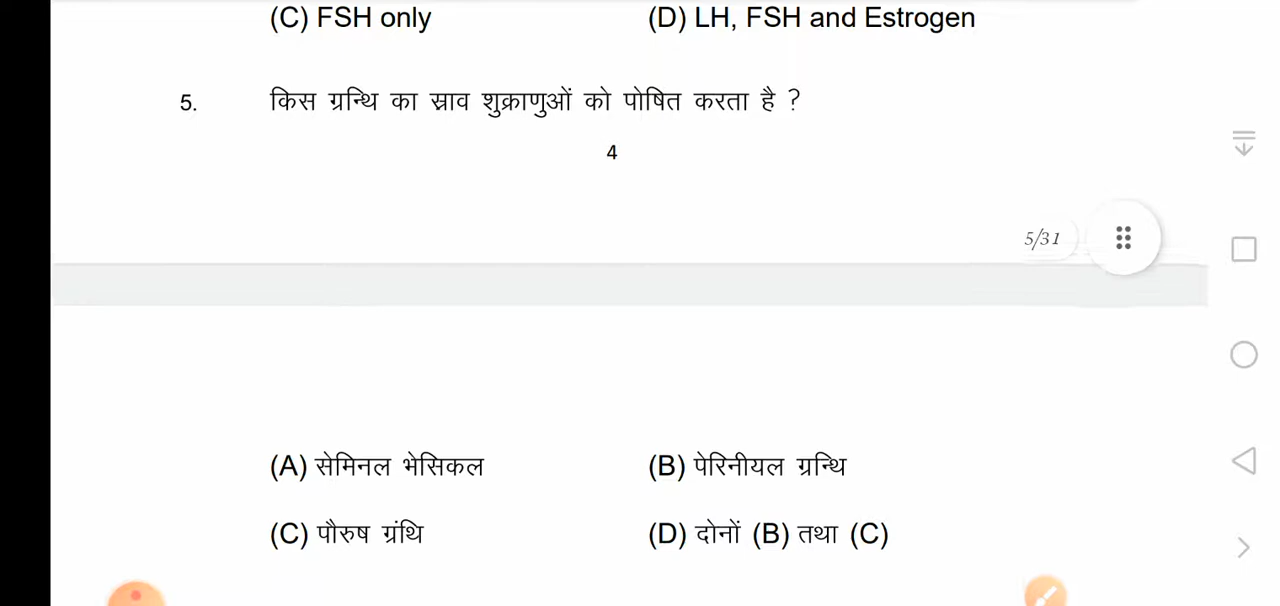 (C) FSH only (D) LH, FSH and Estrogen
5. किस ग्रन्थि का स्राव शुक्राणुओं को पोषित करता है ?
4
5/31
(A) सेमिनल भेसिकल (B) पेरिनीयल ग्रन्थि
(C) पौरुष ग्रंथि (D) दोनों (B) तथा (C)